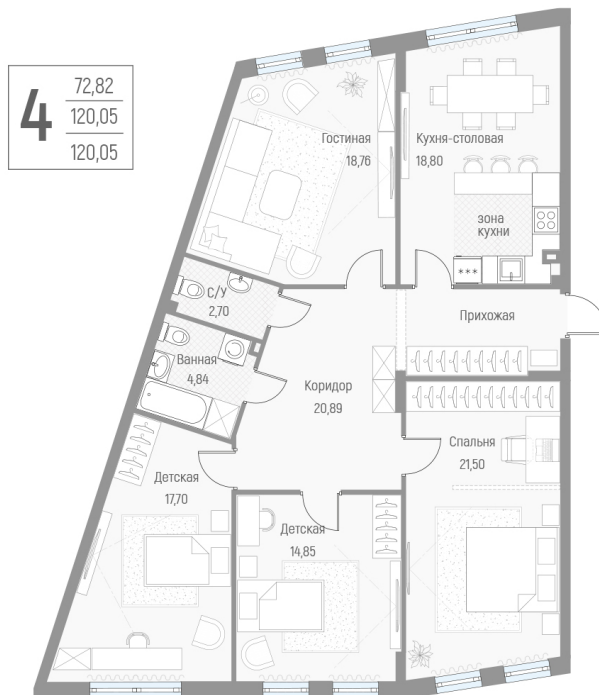 4
72,82
120,05
120,05
Гостиная
18,76
Кухня-столовая
18,80
зона
кухни
***
С/У
2,70
Прихожая
Ванная
4,84
Коридор
20,89
Спальня
21,50
Детская
17,70
Детская
14,85